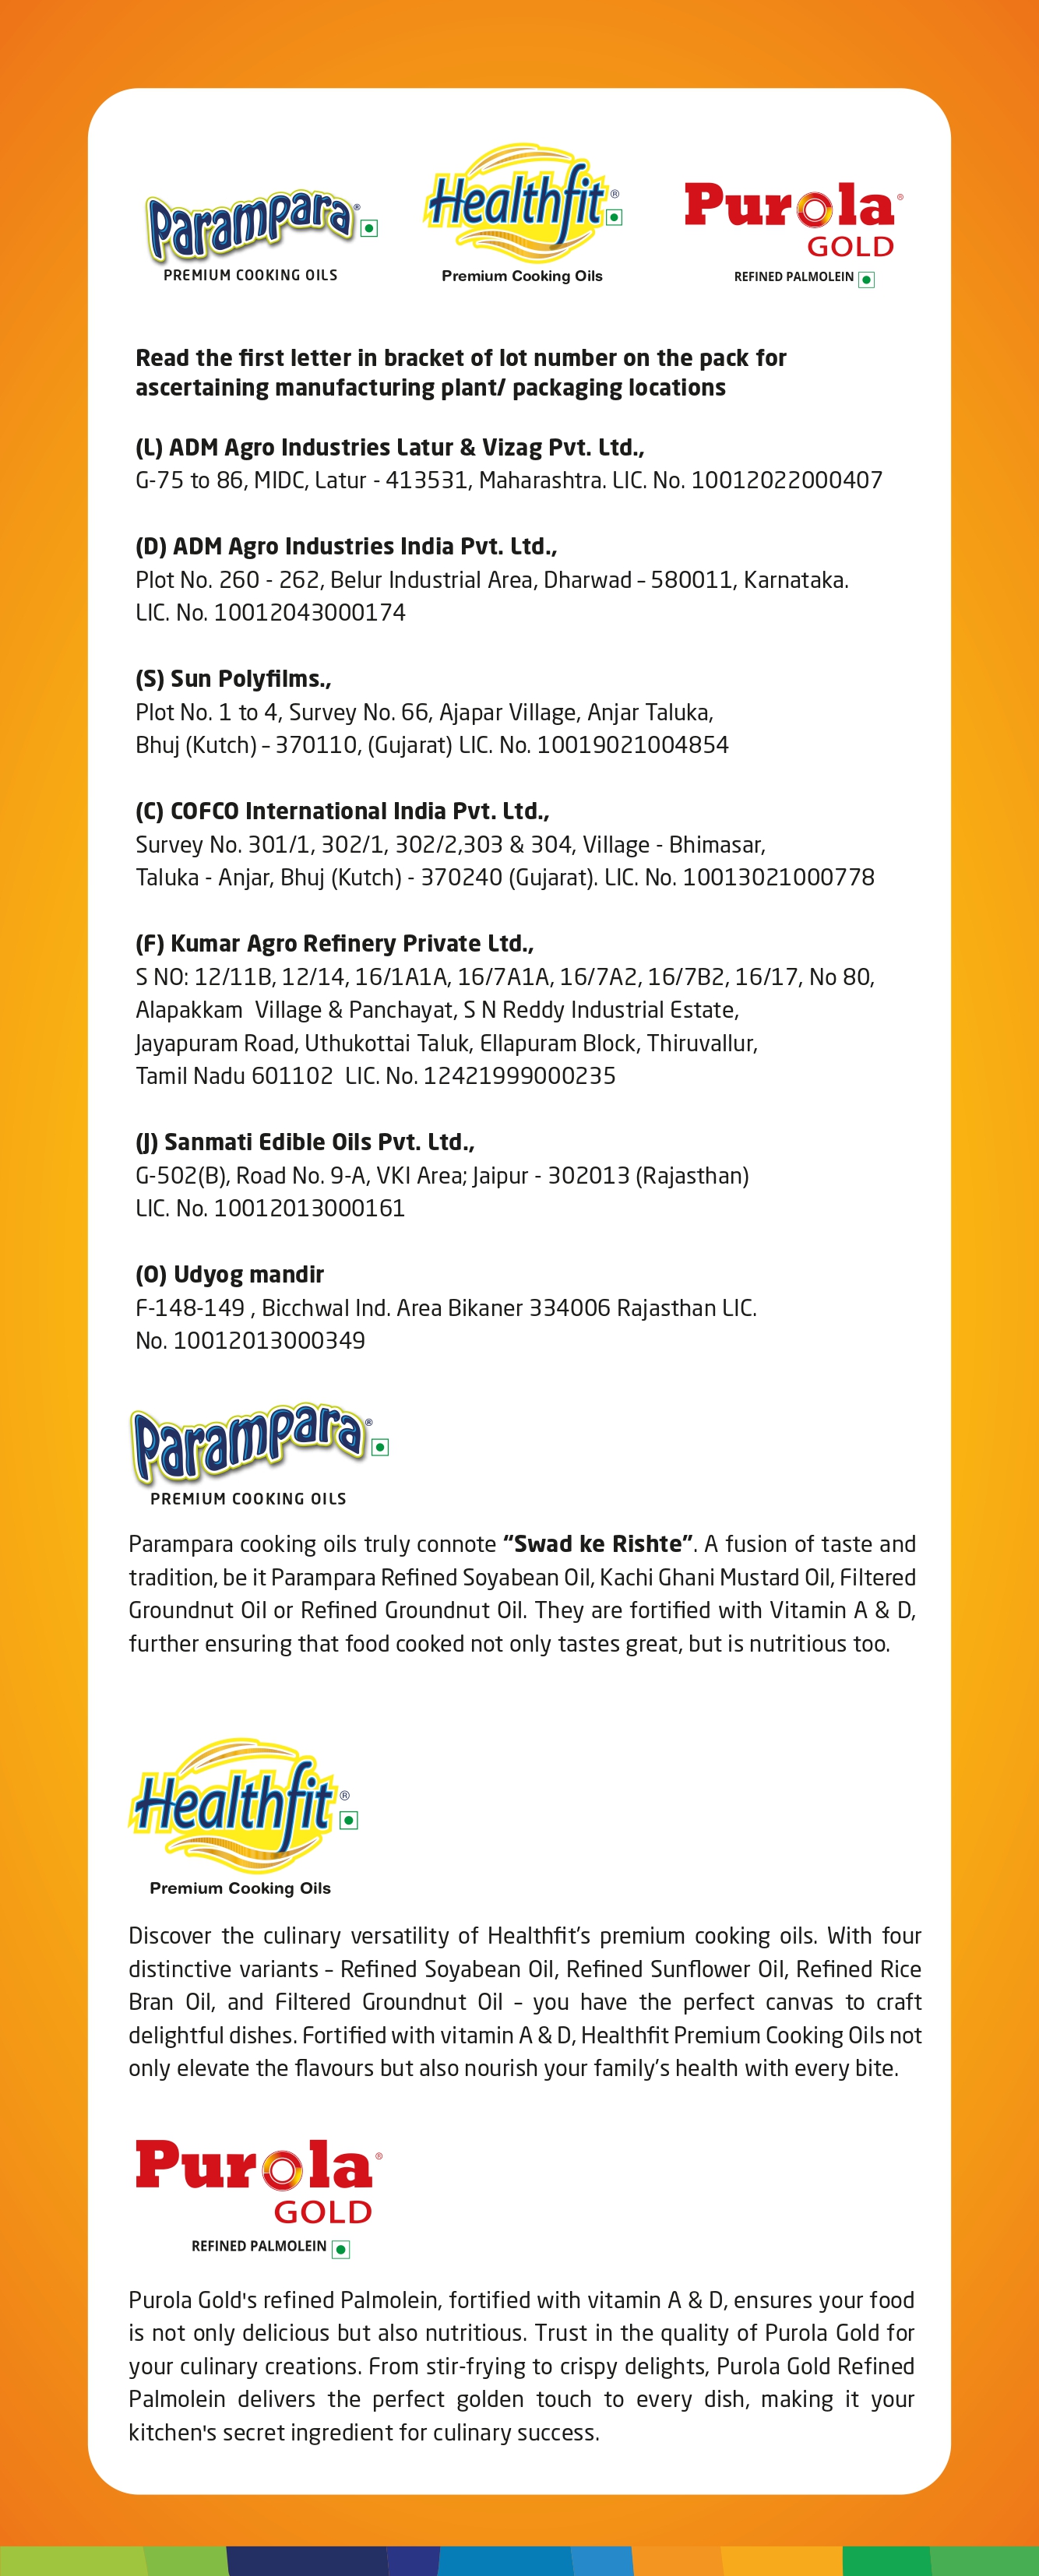 Parampara®
PREMIUM COOKING OILS
Healthfit®
Premium Cooking Oils
Purola®
GOLD
REFINED PALMOLEIN
Read the first letter in bracket of lot number on the pack for
ascertaining manufacturing plant/ packaging locations
(L) ADM Agro Industries Latur & Vizag Pvt. Ltd.,
G-75 to 86, MIDC, Latur - 413531, Maharashtra. LIC. No. 10012022000407
(D) ADM Agro Industries India Pvt. Ltd.,
Plot No. 260 - 262, Belur Industrial Area, Dharwad – 580011, Karnataka.
LIC. No. 10012043000174
(S) Sun Polyfilms.,
Plot No. 1 to 4, Survey No. 66, Ajapar Village, Anjar Taluka,
Bhuj (Kutch) – 370110, (Gujarat) LIC. No. 10019021004854
(C) COFCO International India Pvt. Ltd.,
Survey No. 301/1, 302/1, 302/2,303 & 304, Village - Bhimasar,
Taluka - Anjar, Bhuj (Kutch) - 370240 (Gujarat). LIC. No. 10013021000778
(F) Kumar Agro Refinery Private Ltd.,
S NO: 12/11B, 12/14, 16/1A1A, 16/7A1A, 16/7A2, 16/7B2, 16/17, No 80,
Alapakkam Village & Panchayat, S N Reddy Industrial Estate,
Jayapuram Road, Uthukottai Taluk, Ellapuram Block, Thiruvallur,
Tamil Nadu 601102 LIC. No. 12421999000235
(J) Sanmati Edible Oils Pvt. Ltd.,
G-502(B), Road No. 9-A, VKI Area; Jaipur - 302013 (Rajasthan)
LIC. No. 10012013000161
(O) Udyog mandir
F-148-149 , Bicchwal Ind. Area Bikaner 334006 Rajasthan LIC.
No. 10012013000349
Parampara®
PREMIUM COOKING OILS
Parampara cooking oils truly connote “Swad ke Rishte”. A fusion of taste and
tradition, be it Parampara Refined Soyabean Oil, Kachi Ghani Mustard Oil, Filtered
Groundnut Oil or Refined Groundnut Oil. They are fortified with Vitamin A & D,
further ensuring that food cooked not only tastes great, but is nutritious too.
Healthfit®
Premium Cooking Oils
Discover the culinary versatility of Healthfit’s premium cooking oils. With four
distinctive variants – Refined Soyabean Oil, Refined Sunflower Oil, Refined Rice
Bran Oil, and Filtered Groundnut Oil – you have the perfect canvas to craft
delightful dishes. Fortified with vitamin A & D, Healthfit Premium Cooking Oils not
only elevate the flavours but also nourish your family’s health with every bite.
Purola®
GOLD
REFINED PALMOLEIN
Purola Gold's refined Palmolein, fortified with vitamin A & D, ensures your food
is not only delicious but also nutritious. Trust in the quality of Purola Gold for
your culinary creations. From stir-frying to crispy delights, Purola Gold Refined
Palmolein delivers the perfect golden touch to every dish, making it your
kitchen's secret ingredient for culinary success.